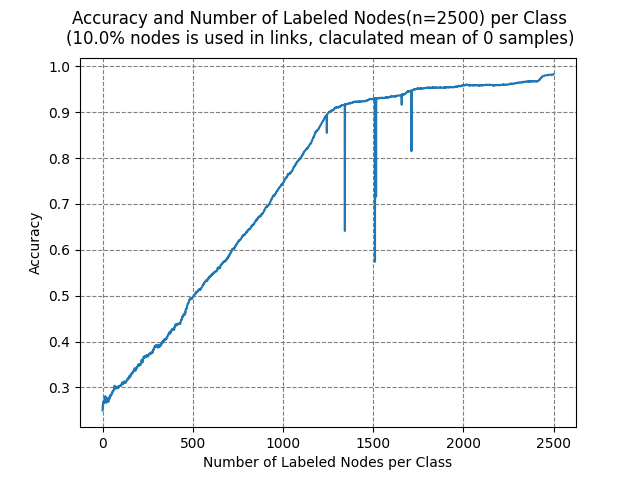 Accuracy and Number of Labeled Nodes(n=2500) per Class
(10.0% nodes is used in links, claculated mean of 0 samples)
1.0
0.9
0.8
0.7
0.6
0.5
0.4
0.3
Accuracy
0 500 1000 1500 2000 2500
Number of Labeled Nodes per Class